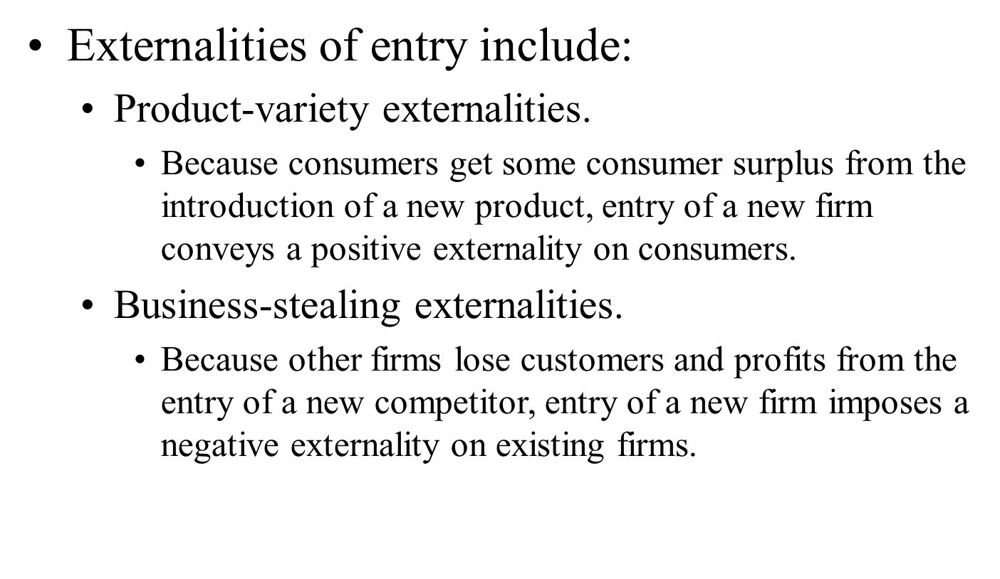 • Externalities of entry include:
• Product-variety externalities.
• Because consumers get some consumer surplus from the
introduction of a new product, entry of a new firm
conveys a positive externality on consumers.
• Business-stealing externalities.
• Because other firms lose customers and profits from the
entry of a new competitor, entry of a new firm imposes a
negative externality on existing firms.